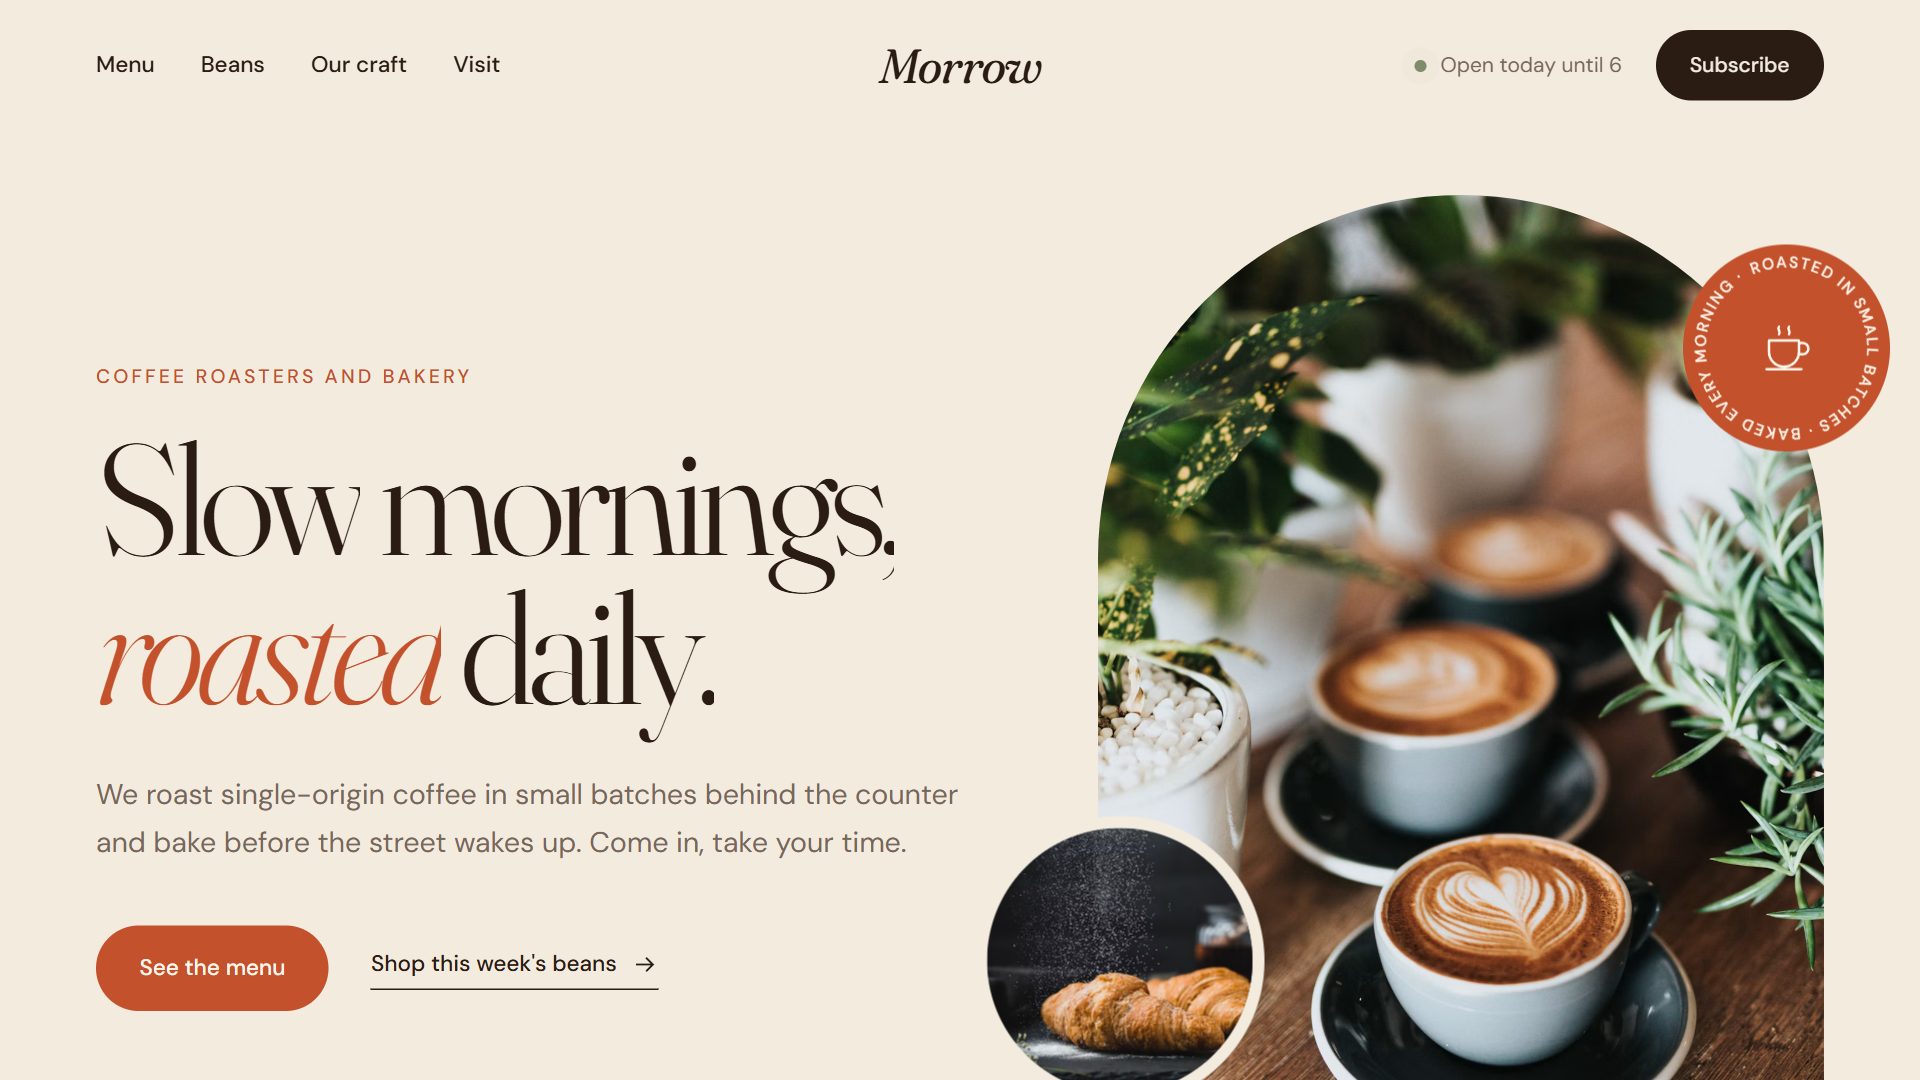 Menu Beans Our craft Visit
Morrow
Open today until 6
Subscribe
ROASTED IN SMALL BATCHES · BAKED EVERY MORNING ·
COFFEE ROASTERS AND BAKERY
Slow mornings,
roasted daily.
We roast single-origin coffee in small batches behind the counter
and bake before the street wakes up. Come in, take your time.
See the menu
Shop this week's beans →